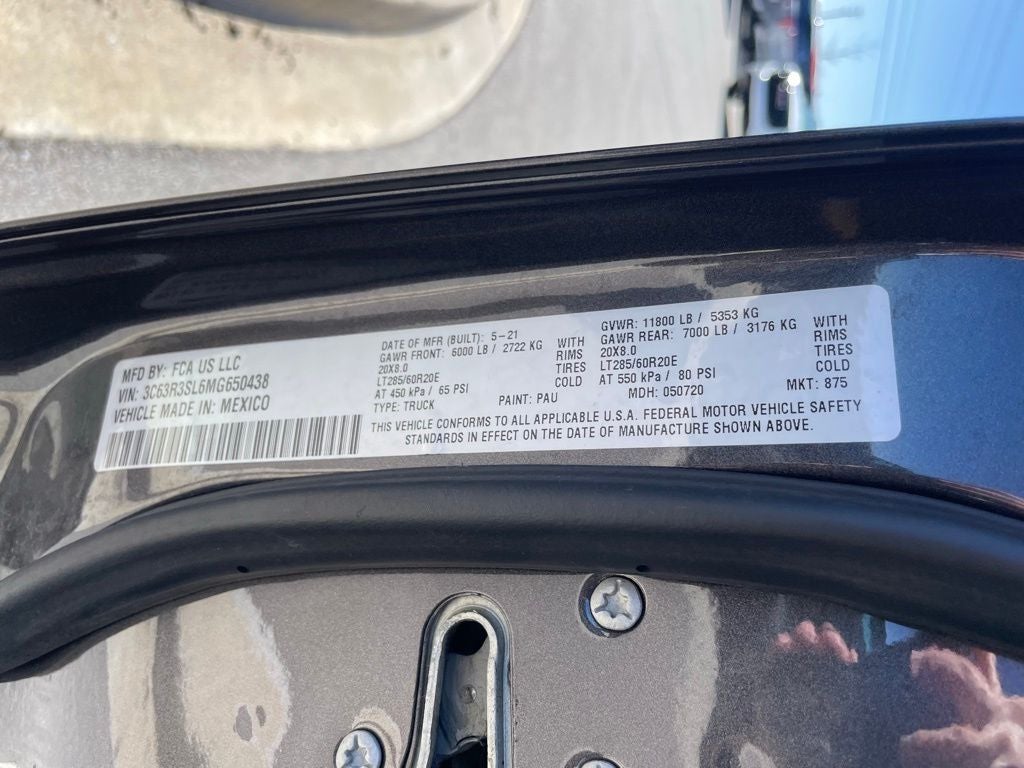 MFD BY: FCA US LLC
VIN: 3C63R3SL6MG650438
VEHICLE MADE IN: MEXICO
DATE OF MFR (BUILT): 5-21
GAWR FRONT: 6000 LB / 2722 KG WITH
20X8.0 RIMS
LT285/60R20E TIRES
AT 450 kPa / 65 PSI COLD
TYPE: TRUCK PAINT: PAU
GVWR: 11800 LB / 5353 KG
GAWR REAR: 7000 LB / 3176 KG WITH
20X8.0 RIMS
LT285/60R20E TIRES
AT 550 kPa / 80 PSI COLD
MDH: 050720 MKT: 875
THIS VEHICLE CONFORMS TO ALL APPLICABLE U.S.A. FEDERAL MOTOR VEHICLE SAFETY
STANDARDS IN EFFECT ON THE DATE OF MANUFACTURE SHOWN ABOVE.